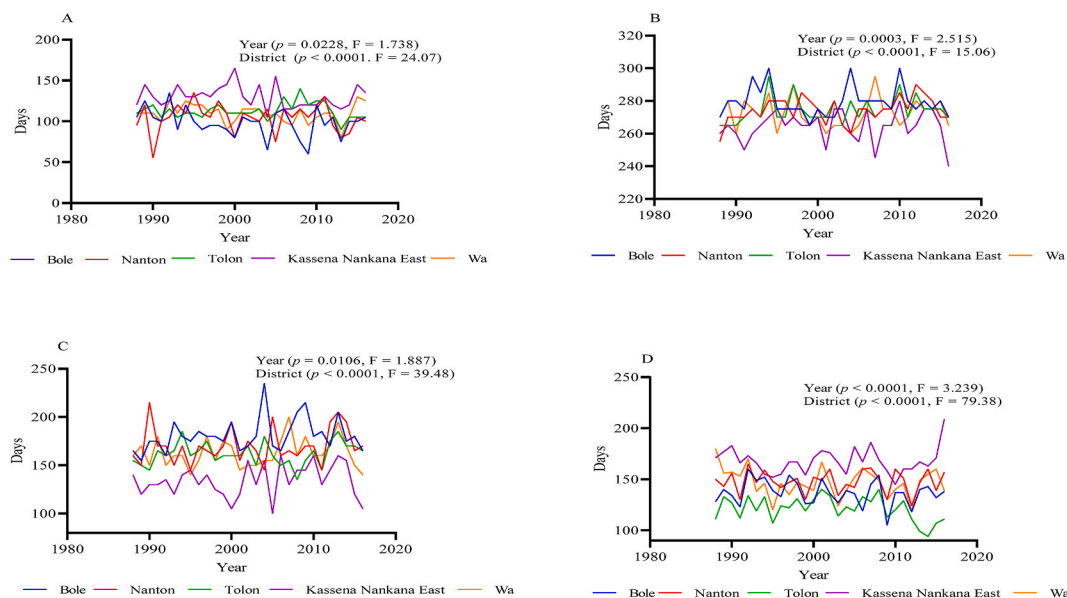 A
Year (p = 0.0228, F = 1.738)
District (p < 0.0001. F = 24.07)
200
150
100
50
0
Days
1980 1990 2000 2010 2020
Year
Bole Nanton Tolon Kassena Nankana East Wa
B
Year (p = 0.0003, F = 2.515)
District (p < 0.0001, F = 15.06)
320
300
280
260
240
220
Days
1980 1990 2000 2010 2020
Year
Bole Nanton Tolon Kassena Nankana East Wa
C
Year (p = 0.0106, F = 1.887)
District (p < 0.0001, F = 39.48)
250
200
150
100
Days
1980 1990 2000 2010 2020
Year
Bole Nanton Tolon Kassena Nankana East Wa
D
Year (p < 0.0001, F = 3.239)
District (p < 0.0001, F = 79.38)
250
200
150
100
Days
1980 1990 2000 2010 2020
Year
Bole Nanton Tolon Kassena Nankana East Wa